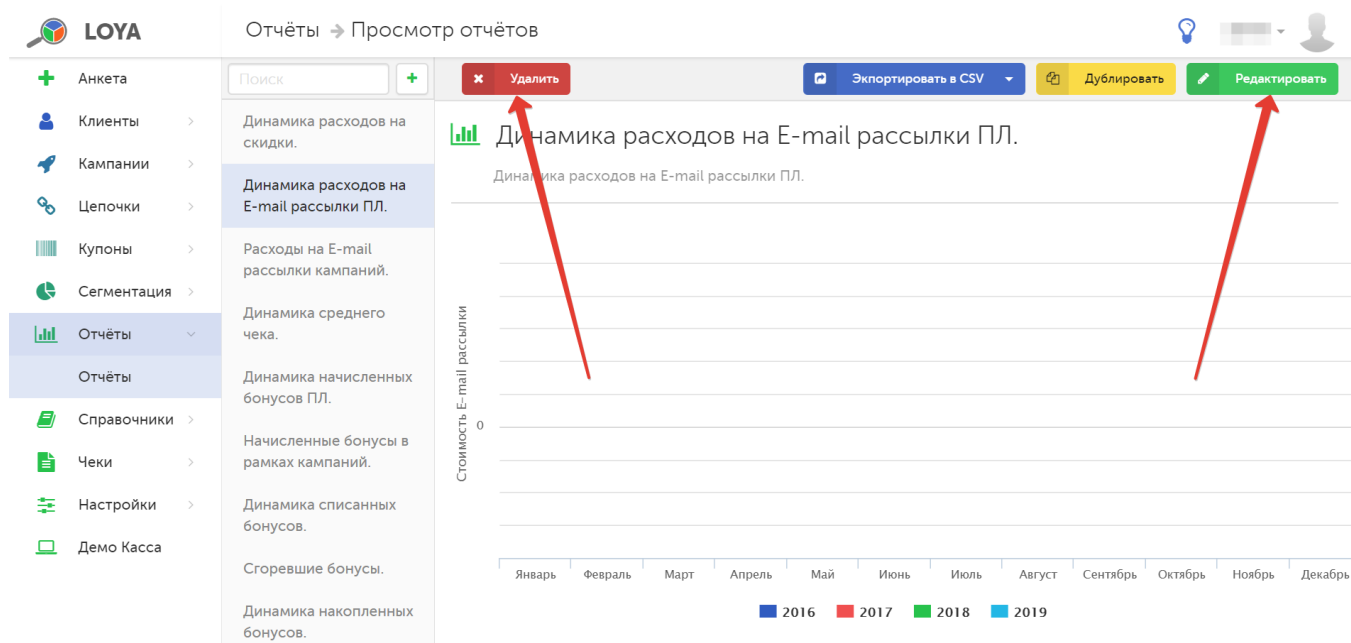 LOYA
Отчёты
Просмотр отчётов
Анкета
Клиенты
Кампании
Цепочки
Купоны
Сегментация
Отчёты
Отчёты
Справочники
Чеки
Настройки
Демо Касса
Поиск
Динамика расходов на
скидки.
Динамика расходов на
E-mail рассылки ПЛ.
Расходы на E-mail
рассылки кампаний.
Динамика среднего
чека.
Динамика начисленных
бонусов ПЛ.
Начисленные бонусы в
рамках кампаний.
Динамика списанных
бонусов.
Сгоревшие бонусы.
Динамика накопленных
бонусов.
Удалить
Экспортировать в CSV
Дублировать
Редактировать
Динамика расходов на E-mail рассылки ПЛ.
Динамика расходов на E-mail рассылки ПЛ.
Стоимость E-mail рассылки
0
Январь Февраль Март Апрель Май Июнь Июль Август Сентябрь Октябрь Ноябрь Декабрь
2016 2017 2018 2019